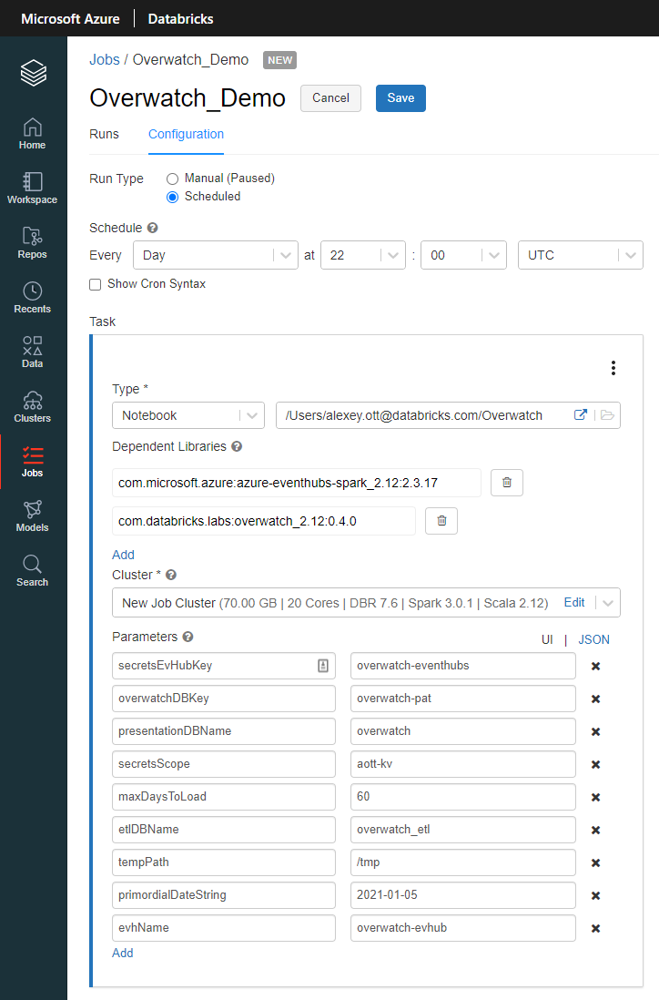 Microsoft Azure | Databricks
Home
Workspace
Repos
Recents
Data
Clusters
Jobs
Models
Search
Jobs / Overwatch_Demo NEW
Overwatch_Demo Cancel Save
Runs Configuration
Run Type Manual (Paused)
Scheduled
Schedule ?
Every Day at 22 : 00 UTC
Show Cron Syntax
Task
Type *
Notebook /Users/alexey.ott@databricks.com/Overwatch
Dependent Libraries ?
com.microsoft.azure:azure-eventhubs-spark_2.12:2.3.17
com.databricks.labs:overwatch_2.12:0.4.0
Add
Cluster * ?
New Job Cluster (70.00 GB | 20 Cores | DBR 7.6 | Spark 3.0.1 | Scala 2.12) Edit
Parameters ? UI | JSON
secretsEvHubKey overwatch-eventhubs
overwatchDBKey overwatch-pat
presentationDBName overwatch
secretsScope aott-kv
maxDaysToLoad 60
etlDBName overwatch_etl
tempPath /tmp
primordialDateString 2021-01-05
evhName overwatch-evhub
Add